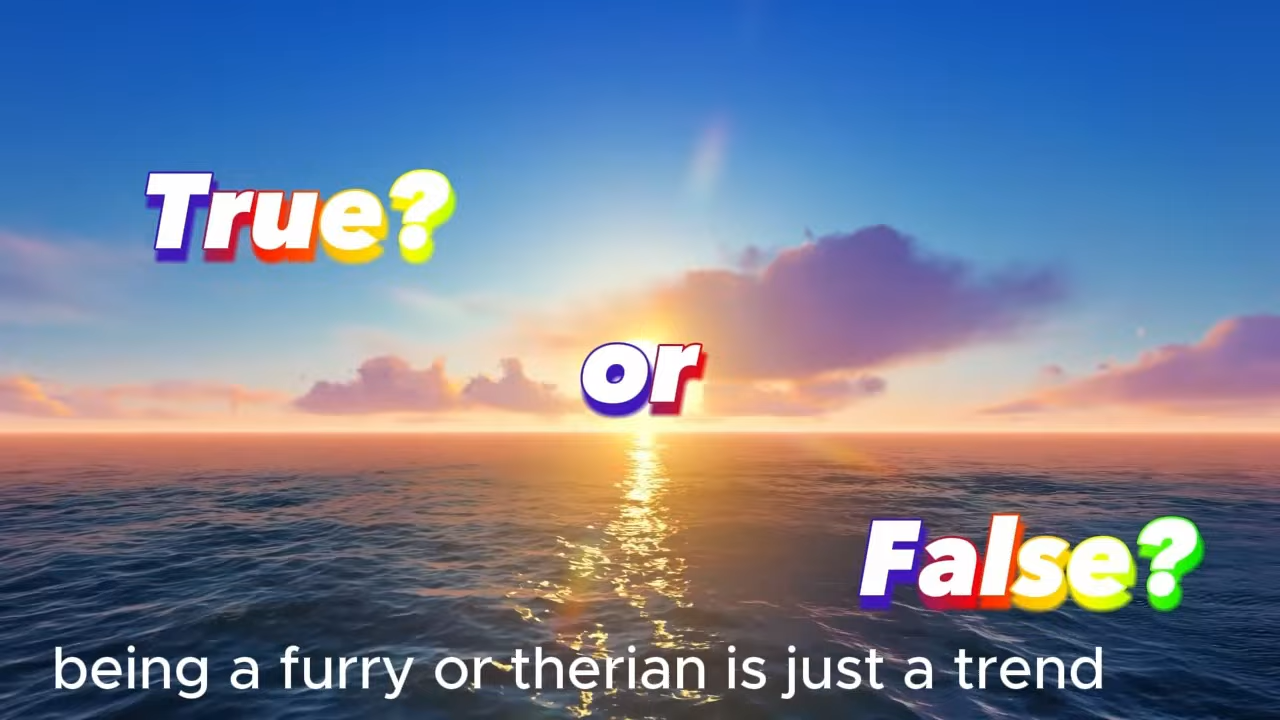 True?
or
False?
being a furry or therian is just a trend